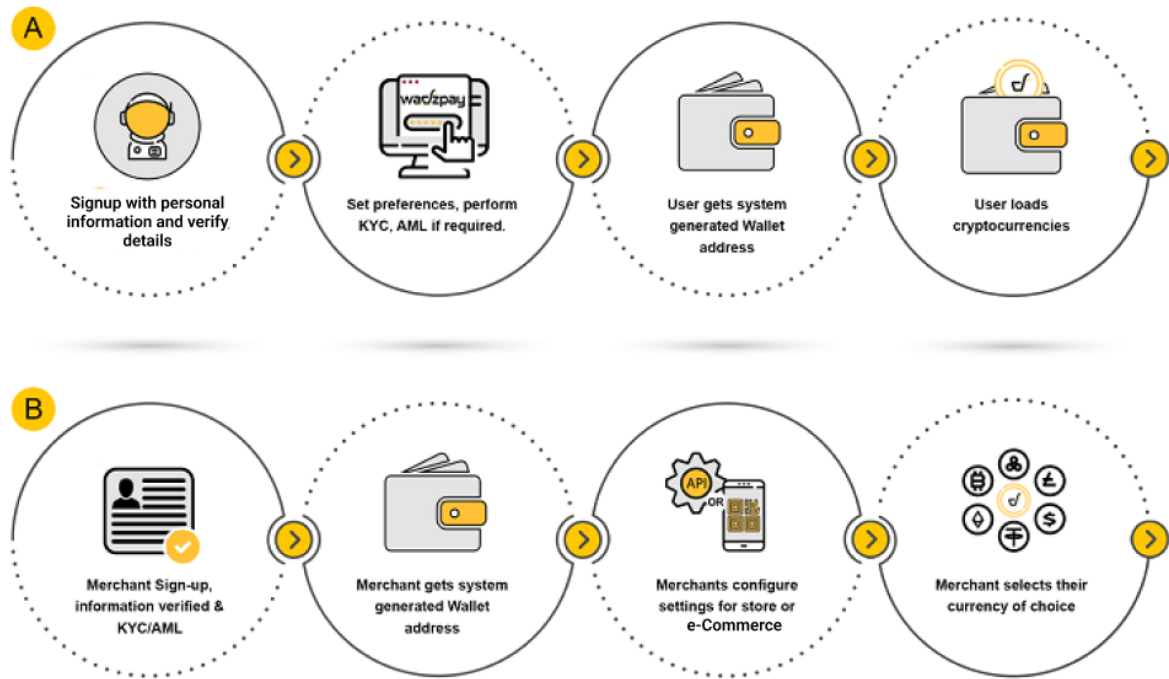 A
Signup with personal
information and verify
details
wadzpay
Set preferences, perform
KYC, AML if required.
User gets system
generated Wallet
address
User loads
cryptocurrencies
B
Merchant Sign-up,
information verified &
KYC/AML
Merchant gets system
generated Wallet
address
API
OR
Merchants configure
settings for store or
e-Commerce
Merchant selects their
currency of choice